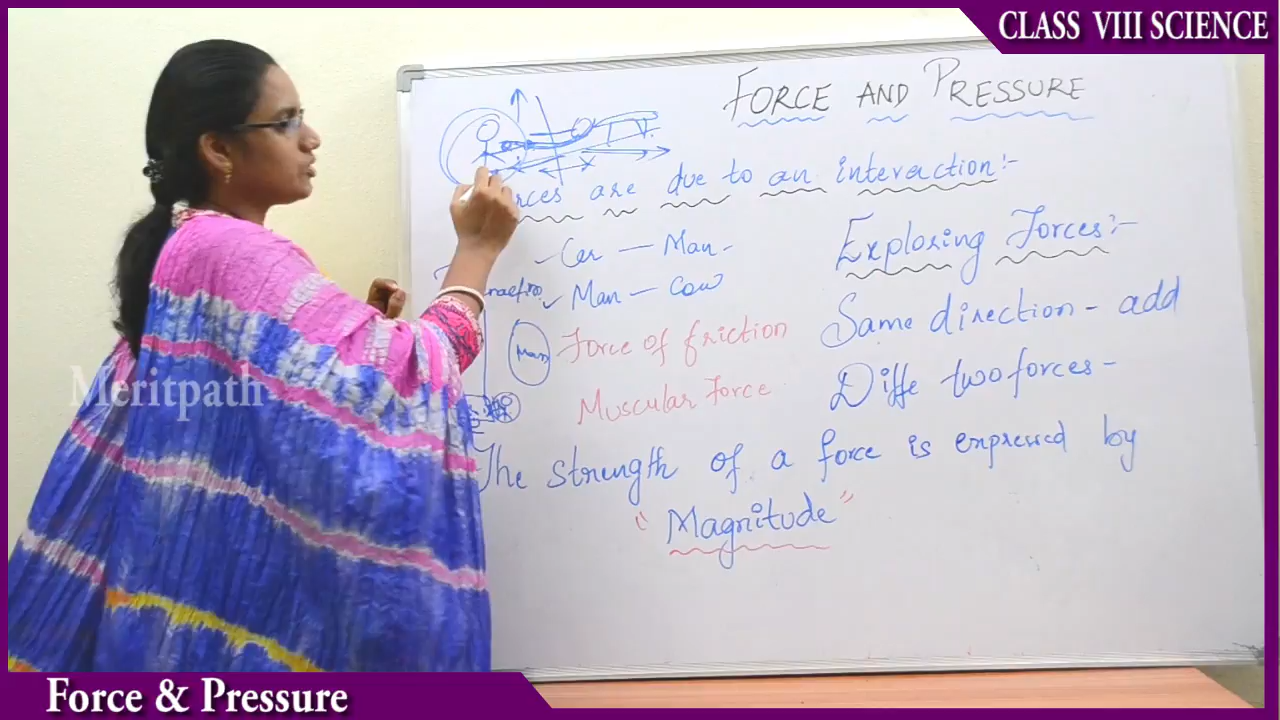 CLASS VIII SCIENCE
FORCE AND PRESSURE
rces are due to an interaction :-
Car - Man -
Man - Cow
Man
Force of friction
Muscular Force
Exploring Forces :-
Same direction - add
Diffe two forces -
The strength of a force is expressed by
"Magnitude"
Meritpath
Force & Pressure